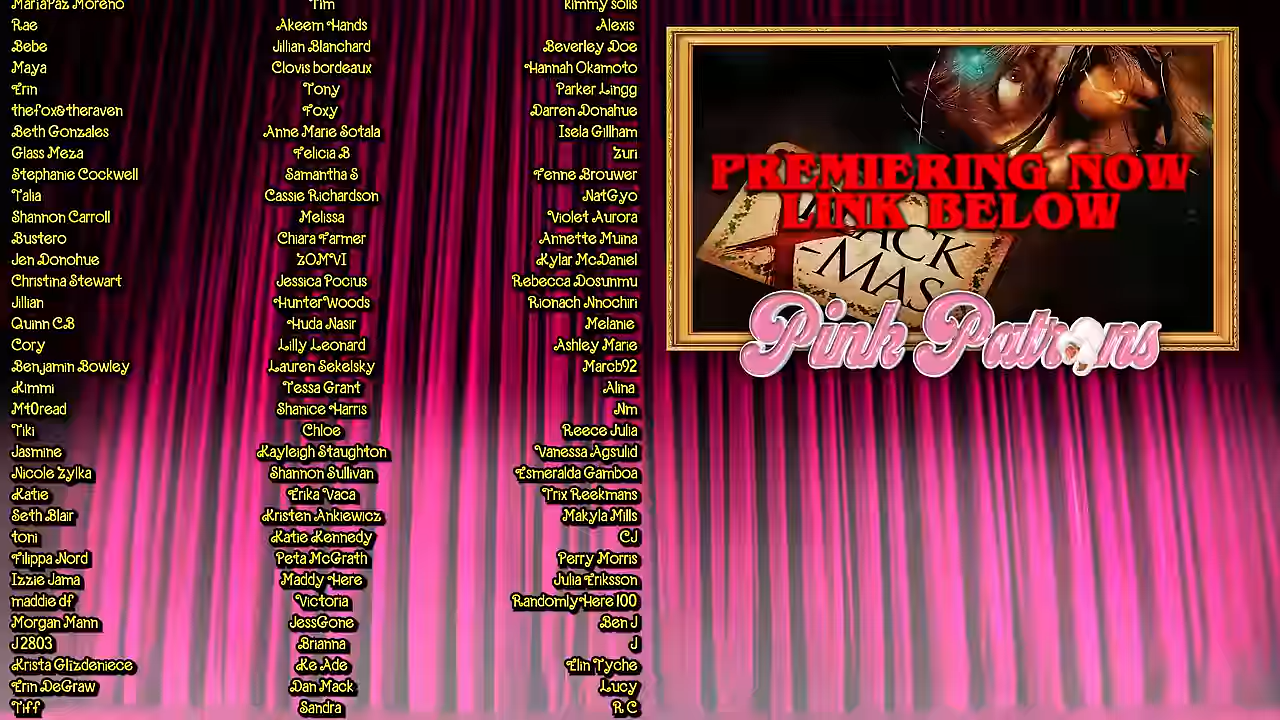 MariaPaz Moreno
Rae
Bebe
Maya
Erin
thefox&theraven
Beth Gonzales
Glass Meza
Stephanie Cockwell
Talia
Shannon Carroll
Bustero
Jen Donohue
Christina Stewart
Jillian
Quinn CB
Cory
Benjamin Bowley
Kimmi
Mt0read
Tiki
Jasmine
Nicole Zylka
Katie
Seth Blair
toni
Filippa Nord
Izzie Jama
maddie df
Morgan Mann
J2803
Krista Glizdeniece
Erin DeGraw
Tiff
Tim
Akeem Hands
Jillian Blanchard
Clovis bordeaux
Tony
Foxy
Anne Marie Sotala
Felicia B
Samantha S
Cassie Richardson
Melissa
Chiara Farmer
ZOMVI
Jessica Pocius
HunterWoods
Huda Nasir
Lilly Leonard
Lauren Sekelsky
Tessa Grant
Shanice Harris
Chloe
Kayleigh Staughton
Shannon Sullivan
Erika Vaca
Kristen Ankiewicz
Katie Kennedy
Peta McGrath
Maddy Here
Victoria
JessGone
Brianna
Ke Ade
Dan Mack
Sandra
kimmy solis
Alexis
Beverley Doe
Hannah Okamoto
Parker Lingg
Darren Donahue
Isela Gillham
Zuri
Fenne Brouwer
NatGyo
Violet Aurora
Annette Muina
Kylar McDaniel
Rebecca Dosunmu
Rionach Nnochiri
Melanie
Ashley Marie
Marcb92
Alina
Nm
Reece Julia
Vanessa Agsulid
Esmeralda Gamboa
Trix Reekmans
Makyla Mills
CJ
Perry Morris
Julia Eriksson
RandomlyHere100
Ben J
J
Elin Tyche
Lucy
R C
PREMIERING NOW
LINK BELOW
-MAS
Pink Patrons